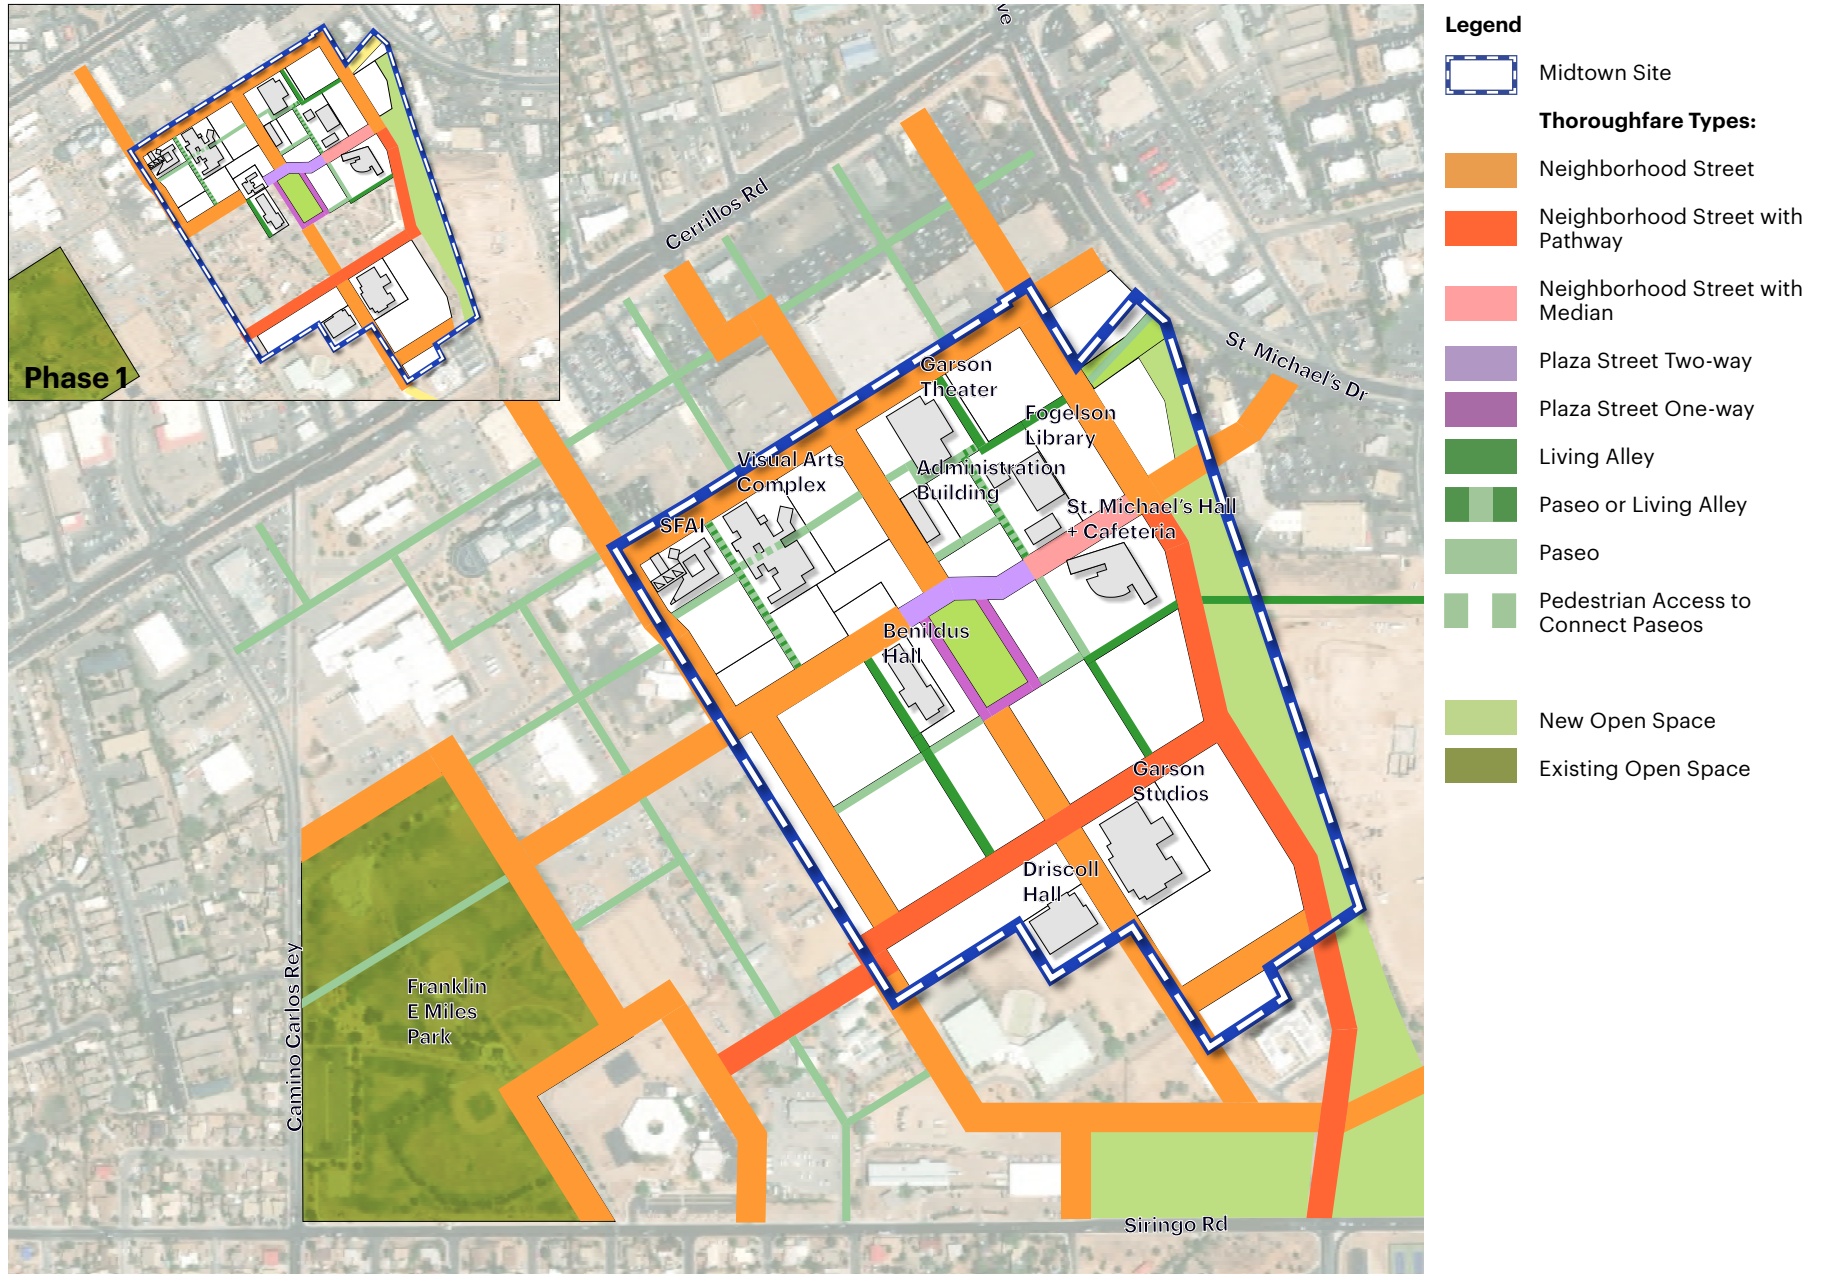 Phase 1
ve
Cerrillos Rd
St. Michael's Dr
Garson
Theater
Fogelson
Library
Visual Arts
Complex
Administration
Building
SFAI
St. Michael's Hall
+ Cafeteria
Benildus
Hall
Garson
Studios
Driscoll
Hall
Franklin
E Miles
Park
Camino Carlos Rey
Siringo Rd
Legend
Midtown Site
Thoroughfare Types:
Neighborhood Street
Neighborhood Street with
Pathway
Neighborhood Street with
Median
Plaza Street Two-way
Plaza Street One-way
Living Alley
Paseo or Living Alley
Paseo
Pedestrian Access to
Connect Paseos
New Open Space
Existing Open Space